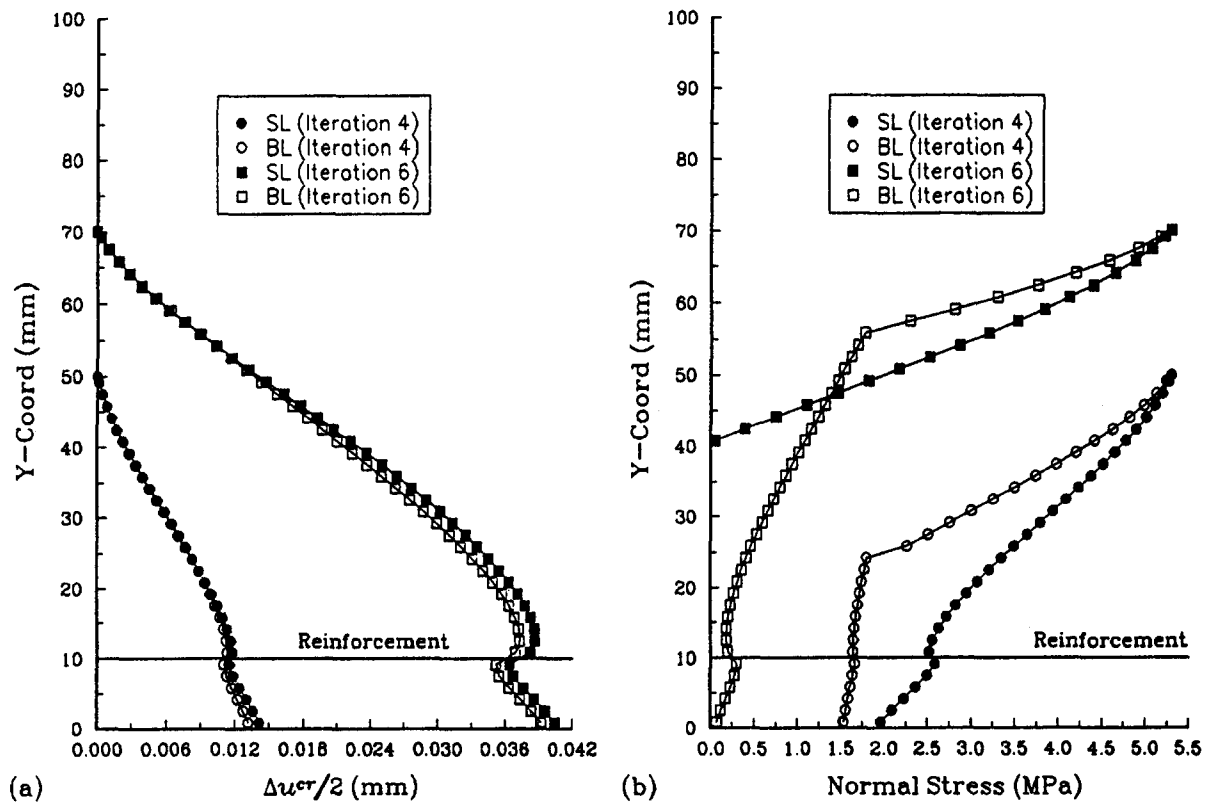 100
90
80
70
60
50
40
30
20
10
0
Y-Coord (mm)
SL (Iteration 4)
BL (Iteration 4)
SL (Iteration 6)
BL (Iteration 6)
Reinforcement
0.000 0.006 0.012 0.018 0.024 0.030 0.036 0.042
(a) Δu^cr/2 (mm)
100
90
80
70
60
50
40
30
20
10
0
Y-Coord (mm)
SL (Iteration 4)
BL (Iteration 4)
SL (Iteration 6)
BL (Iteration 6)
Reinforcement
0.0 0.5 1.0 1.5 2.0 2.5 3.0 3.5 4.0 4.5 5.0 5.5
(b) Normal Stress (MPa)